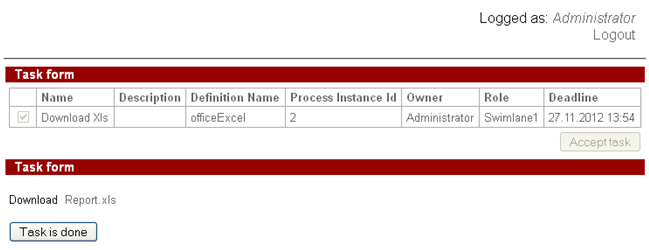 Logged as: Administrator
Logout
Task form
Name Description Definition Name Process Instance Id Owner Role Deadline
Download Xls officeExcel 2 Administrator Swimlane1 27.11.2012 13:54
Accept task
Task form
Download Report.xls
Task is done